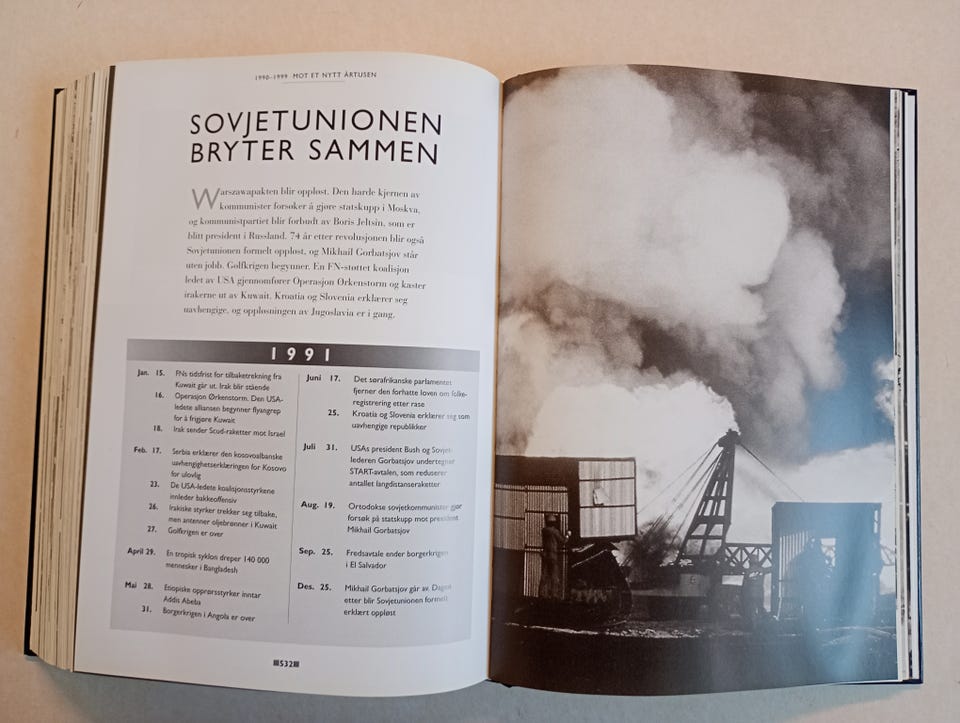 1990–1999 MOT ET NYTT ÅRTUSEN
SOVJETUNIONEN
BRYTER SAMMEN
Warszawapakten blir oppløst. Den harde kjernen av
kommunister forsøker å gjøre statskupp i Moskva,
og kommunistpartiet blir forbudt av Boris Jeltsin, som er
blitt president i Russland. 74 år etter revolusjonen blir også
Sovjetunionen formelt oppløst, og Mikhail Gorbatsjov står
uten jobb. Golfkrigen begynner. En FN-støttet koalisjon
ledet av USA gjennomfører Operasjon Ørkenstorm og kaster
irakerne ut av Kuwait. Kroatia og Slovenia erklærer seg
uavhengige, og oppløsningen av Jugoslavia er i gang.
1991
Jan. 15. FNs tidsfrist for tilbaketrekning fra
Kuwait går ut. Irak blir stående
16. Operasjon Ørkenstorm. Den USA-
ledete alliansen begynner flyangrep
for å frigjøre Kuwait
18. Irak sender Scud-raketter mot Israel
Feb. 17. Serbia erklærer den kosovoalbanske
uavhengighetserklæringen for Kosovo
for ulovlig
23. De USA-ledete koalisjonsstyrkene
innleder bakkeoffensiv
26. Irakiske styrker trekker seg tilbake,
men antenner oljebrønner i Kuwait
27. Golfkrigen er over
April 29. En tropisk syklon dreper 140 000
mennesker i Bangladesh
Mai 28. Etiopiske opprørsstyrker inntar
Addis Abeba
31. Borgerkrigen i Angola er over
Juni 17. Det sørafrikanske parlamentet
fjerner den forhatte loven om folke-
registrering etter rase
25. Kroatia og Slovenia erklærer seg som
uavhengige republikker
Juli 31. USAs president Bush og Sovjet-
lederen Gorbatsjov undertegner
START-avtalen, som reduserer
antallet langdistanseraketter
Aug. 19. Ortodokse sovjetkommunister gjør
forsøk på statskupp mot president
Mikhail Gorbatsjov
Sep. 25. Fredsavtale ender borgerkrigen
i El Salvador
Des. 25. Mikhail Gorbatsjov går av. Dagen
etter blir Sovjetunionen formelt
erklært oppløst
532